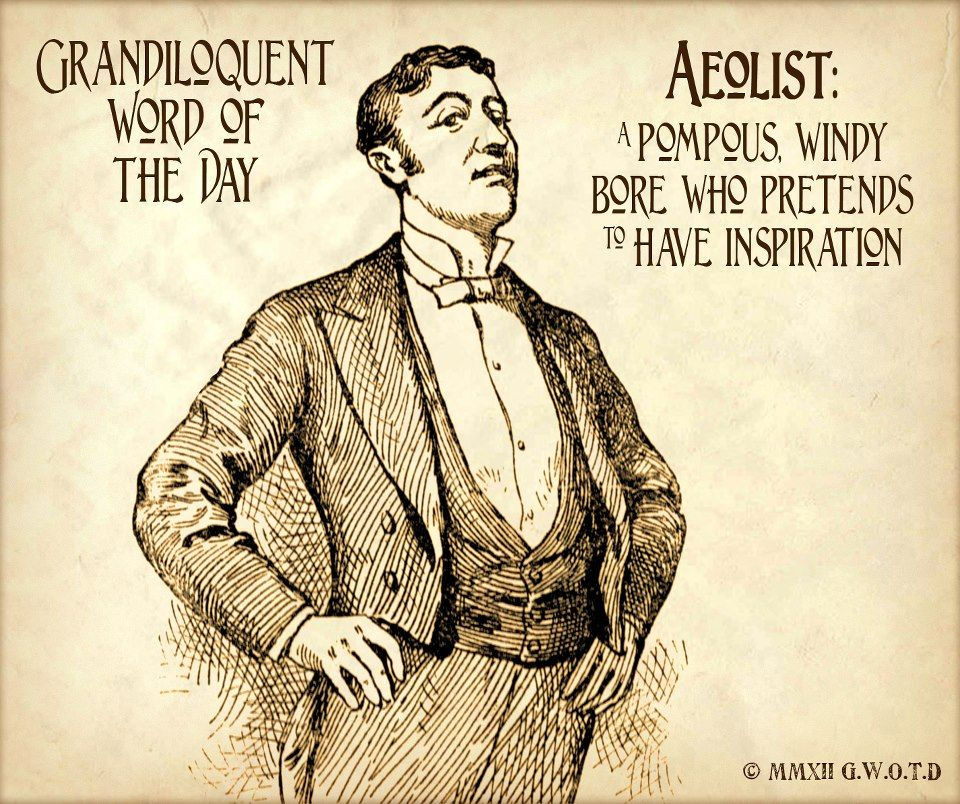 Grandiloquent
Word of
the Day
Aeolist:
A pompous, windy
bore who pretends
to have inspiration
© MMXII G.W.O.T.D